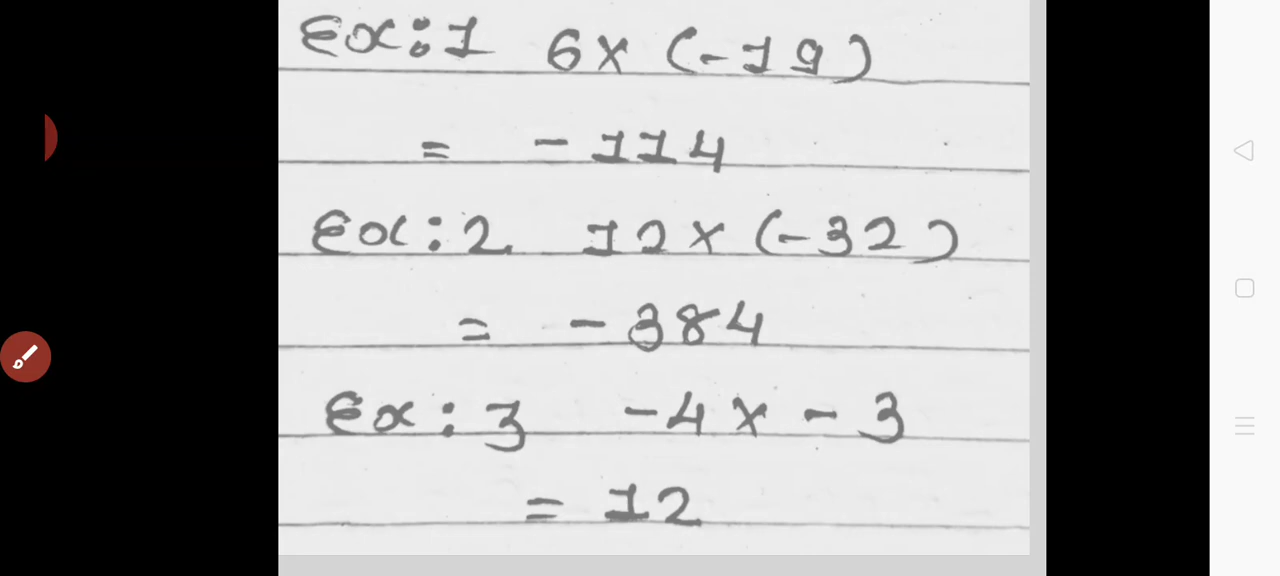 Ex:1 6x (-19)
= -114
Ex:2 12x (-32)
= -384
Ex:3 -4x -3
= 12